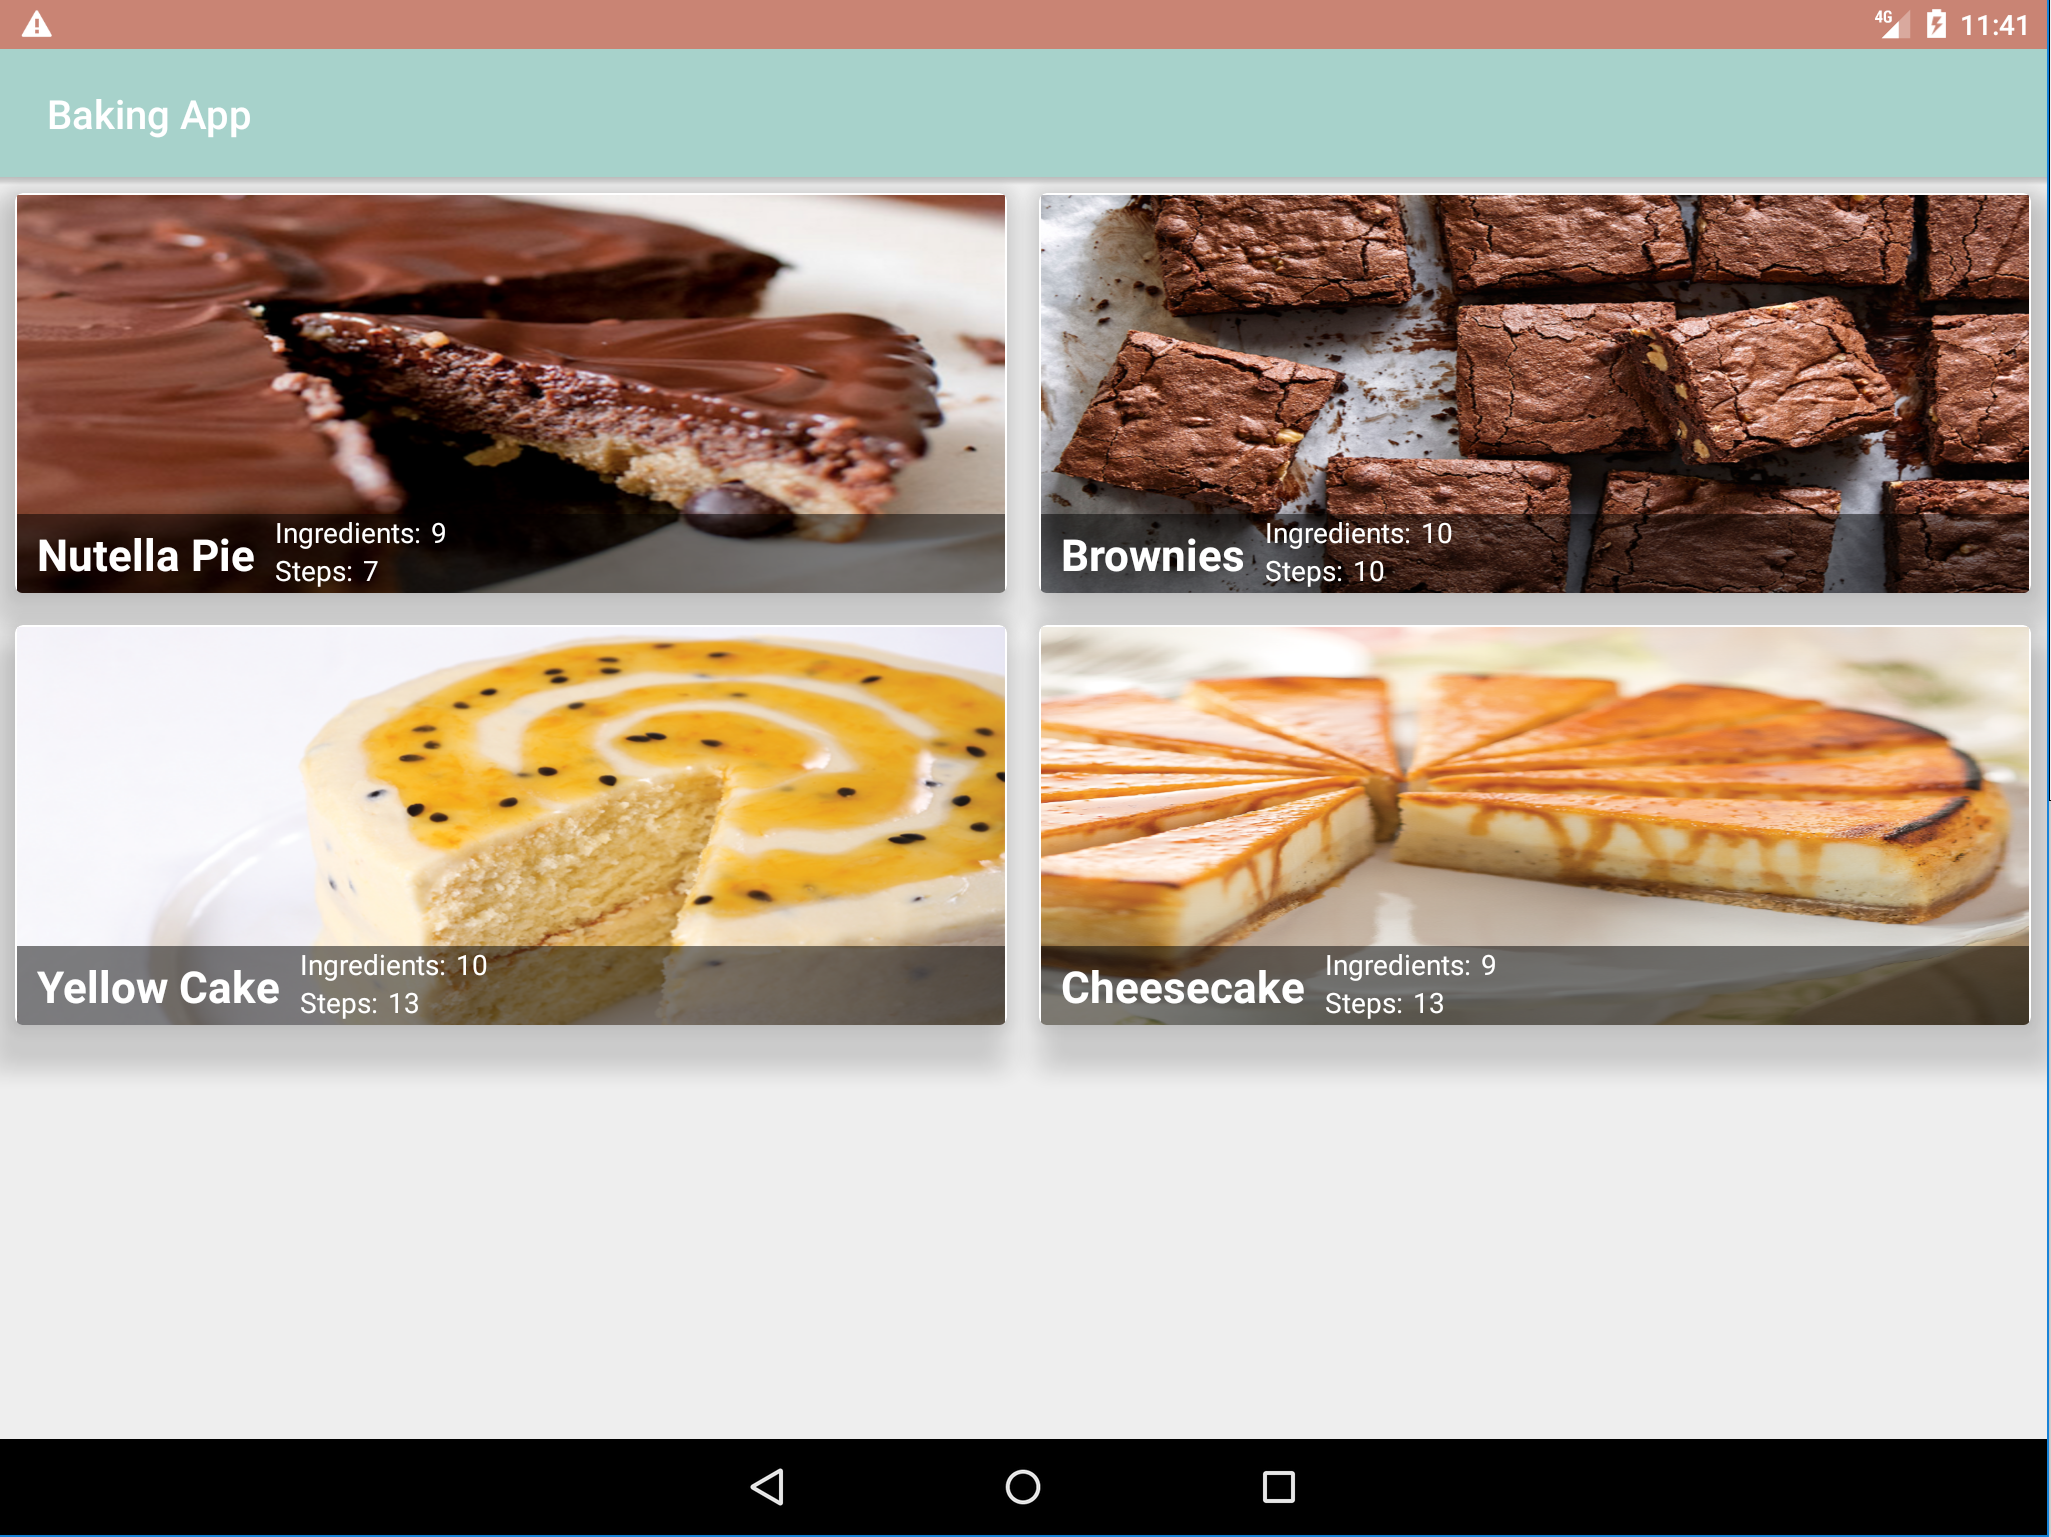 4G 11:41
Baking App
Nutella Pie
Ingredients: 9
Steps: 7
Brownies
Ingredients: 10
Steps: 10
Yellow Cake
Ingredients: 10
Steps: 13
Cheesecake
Ingredients: 9
Steps: 13